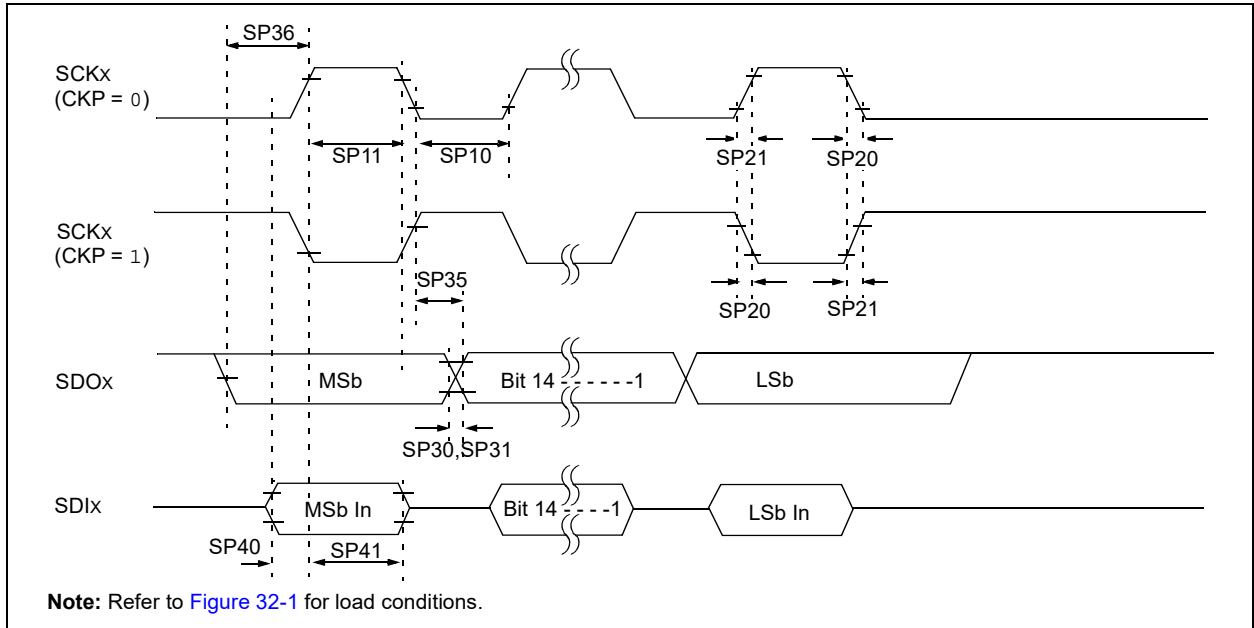 SP36
SCKx
(CKP = 0)
SP11
SP10
SP21
SP20
SCKx
(CKP = 1)
SP35
SP20
SP21
SDOx
MSb
Bit 14 - - - - - -1
LSb
SP30,SP31
SDIx
MSb In
Bit 14 - - - -1
LSb In
SP40
SP41
Note: Refer to Figure 32-1 for load conditions.